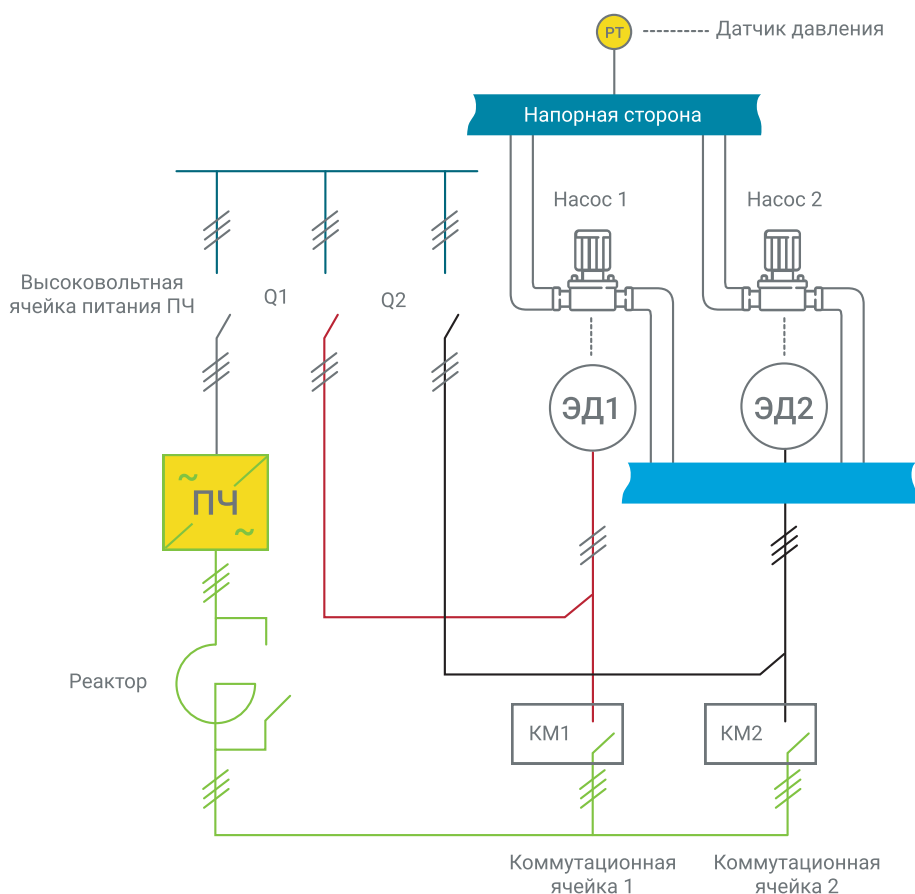 РТ
Датчик давления
Напорная сторона
Насос 1
Насос 2
Высоковольтная
ячейка питания ПЧ
Q1
Q2
ЭД1
ЭД2
~
ПЧ
~
Реактор
КМ1
КМ2
Коммутационная
ячейка 1
Коммутационная
ячейка 2